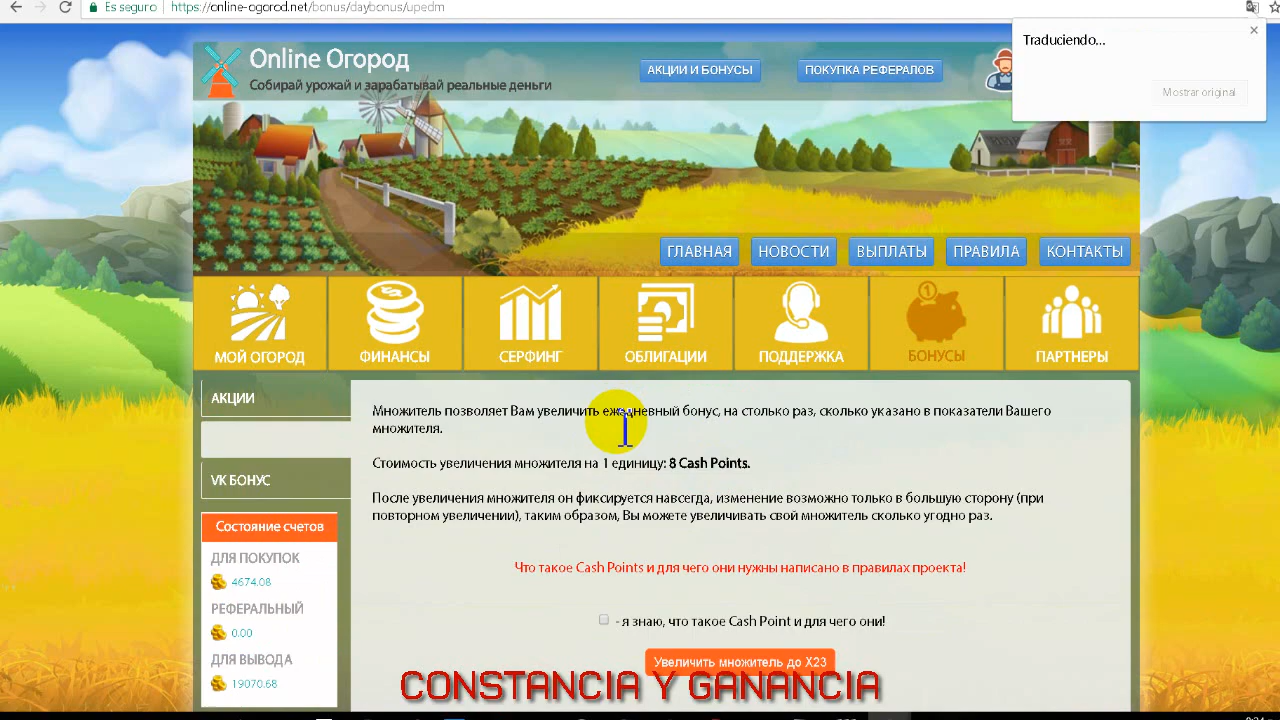 Es seguro
https://online-ogorod.net/bonus/daybonus/upedm
Traduciendo...
Mostrar original
Online Огород
Собирай урожай и зарабатывай реальные деньги
АКЦИИ И БОНУСЫ
ПОКУПКА РЕФЕРАЛОВ
ГЛАВНАЯ
НОВОСТИ
ВЫПЛАТЫ
ПРАВИЛА
КОНТАКТЫ
МОЙ ОГОРОД
ФИНАНСЫ
СЕРФИНГ
ОБЛИГАЦИИ
ПОДДЕРЖКА
БОНУСЫ
ПАРТНЕРЫ
АКЦИИ
VK БОНУС
Состояние счетов
ДЛЯ ПОКУПОК
4674.08
РЕФЕРАЛЬНЫЙ
0.00
ДЛЯ ВЫВОДА
19070.68
Множитель позволяет Вам увеличить ежедневный бонус, на столько раз, сколько указано в показатели Вашего
множителя.
Стоимость увеличения множителя на 1 единицу: 8 Cash Points.
После увеличения множителя он фиксируется навсегда, изменение возможно только в большую сторону (при
повторном увеличении), таким образом, Вы можете увеличивать свой множитель сколько угодно раз.
Что такое Cash Points и для чего они нужны написано в правилах проекта!
- я знаю, что такое Cash Point и для чего они!
Увеличить множитель до X23
CONSTANCIA Y GANANCIA